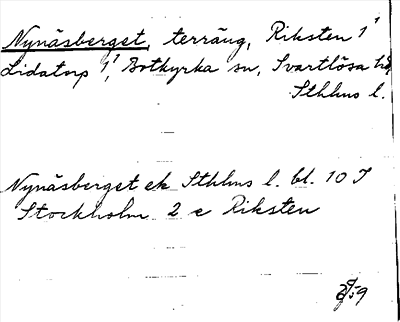 Nynäsberget, terräng, Riksten 1¹
Lidatorp 1¹, Botkyrka sn, Svartlösa hd,
Sthlms l.
Nynäsberget ek Sthlms l. bl. 10 I
Stockholm 2 c Riksten